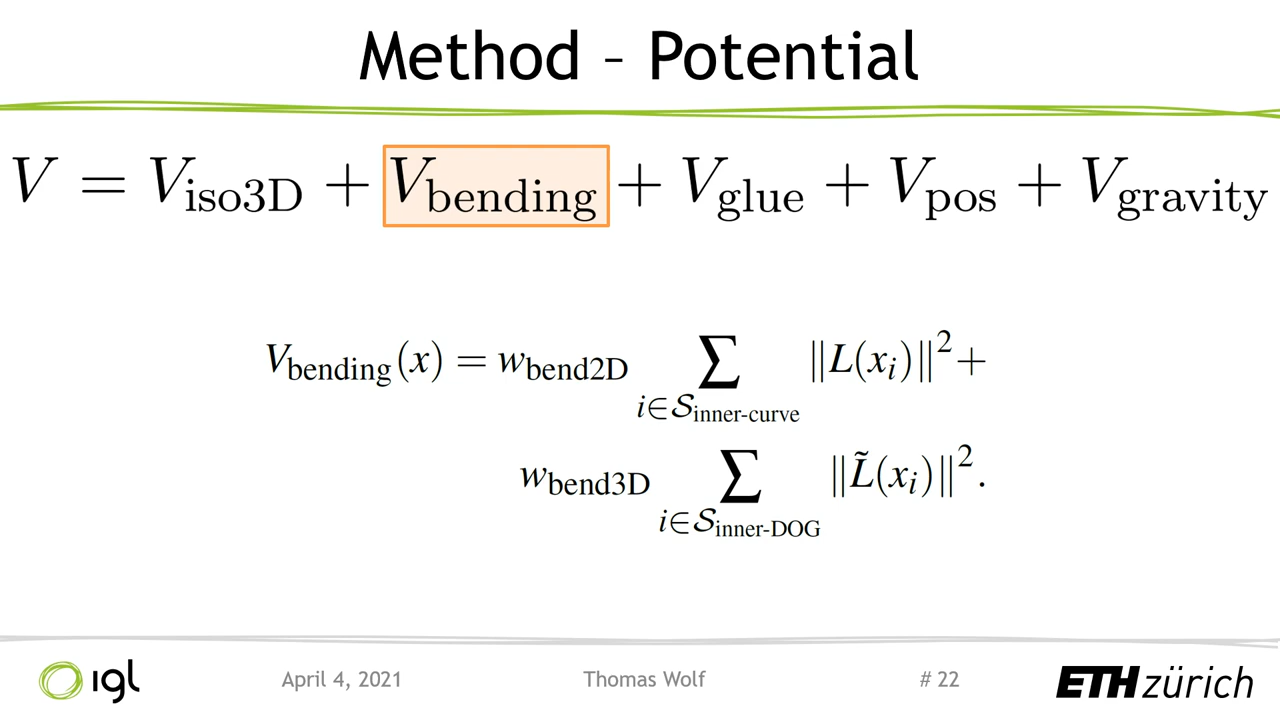 Method – Potential
V = V_iso3D + V_bending + V_glue + V_pos + V_gravity
V_bending(x) = w_bend2D ∑_{i∈𝒮_inner-curve} ‖L(x_i)‖² +
w_bend3D ∑_{i∈𝒮_inner-DOG} ‖L̃(x_i)‖².
igl April 4, 2021 Thomas Wolf # 22 ETH zürich